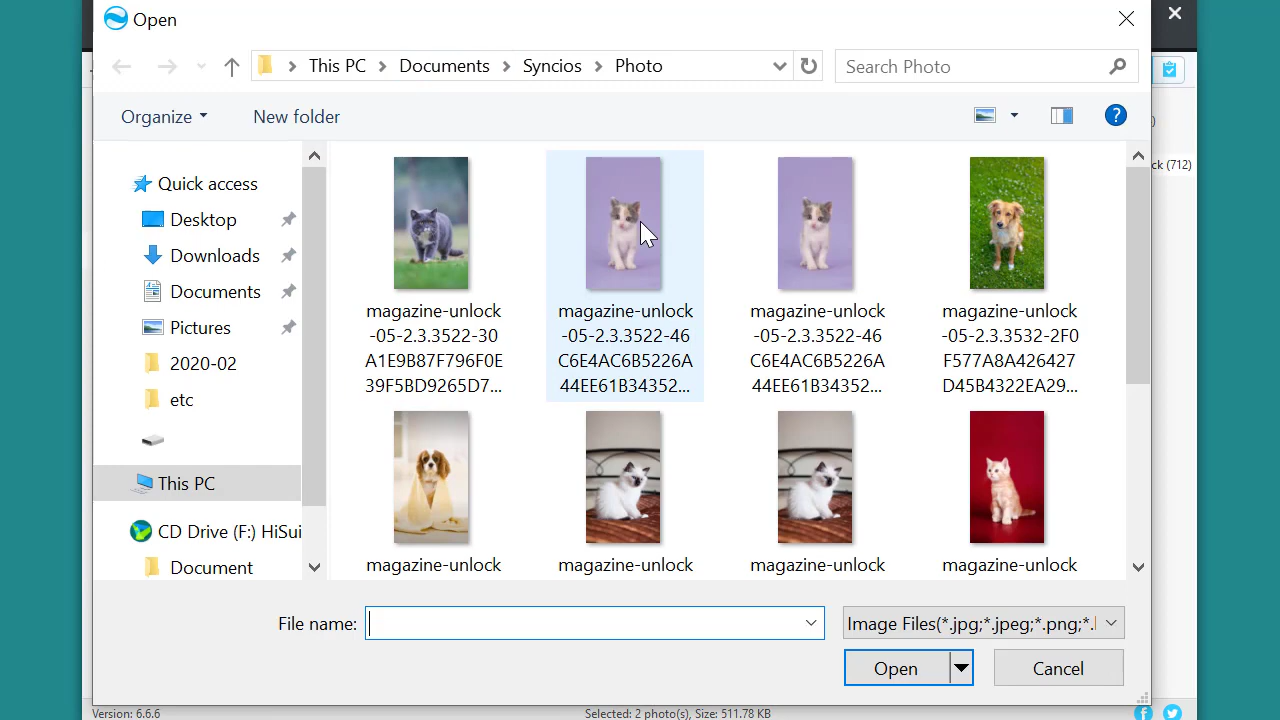 Open
This PC
Documents
Syncios
Photo
Search Photo
Organize
New folder
?
)
ck (712)
Quick access
Desktop
Downloads
Documents
Pictures
2020-02
etc
This PC
CD Drive (F:) HiSui
Document
magazine-unlock
-05-2.3.3522-30
A1E9B87F796F0E
39F5BD9265D7...
magazine-unlock
-05-2.3.3522-46
C6E4AC6B5226A
44EE61B34352...
magazine-unlock
-05-2.3.3522-46
C6E4AC6B5226A
44EE61B34352...
magazine-unlock
-05-2.3.3532-2F0
F577A8A426427
D45B4322EA29...
magazine-unlock
magazine-unlock
magazine-unlock
magazine-unlock
File name:
Image Files(*.jpg;*.jpeg;*.png;*.l
Open
Cancel
Version: 6.6.6
Selected: 2 photo(s), Size: 511.78 KB